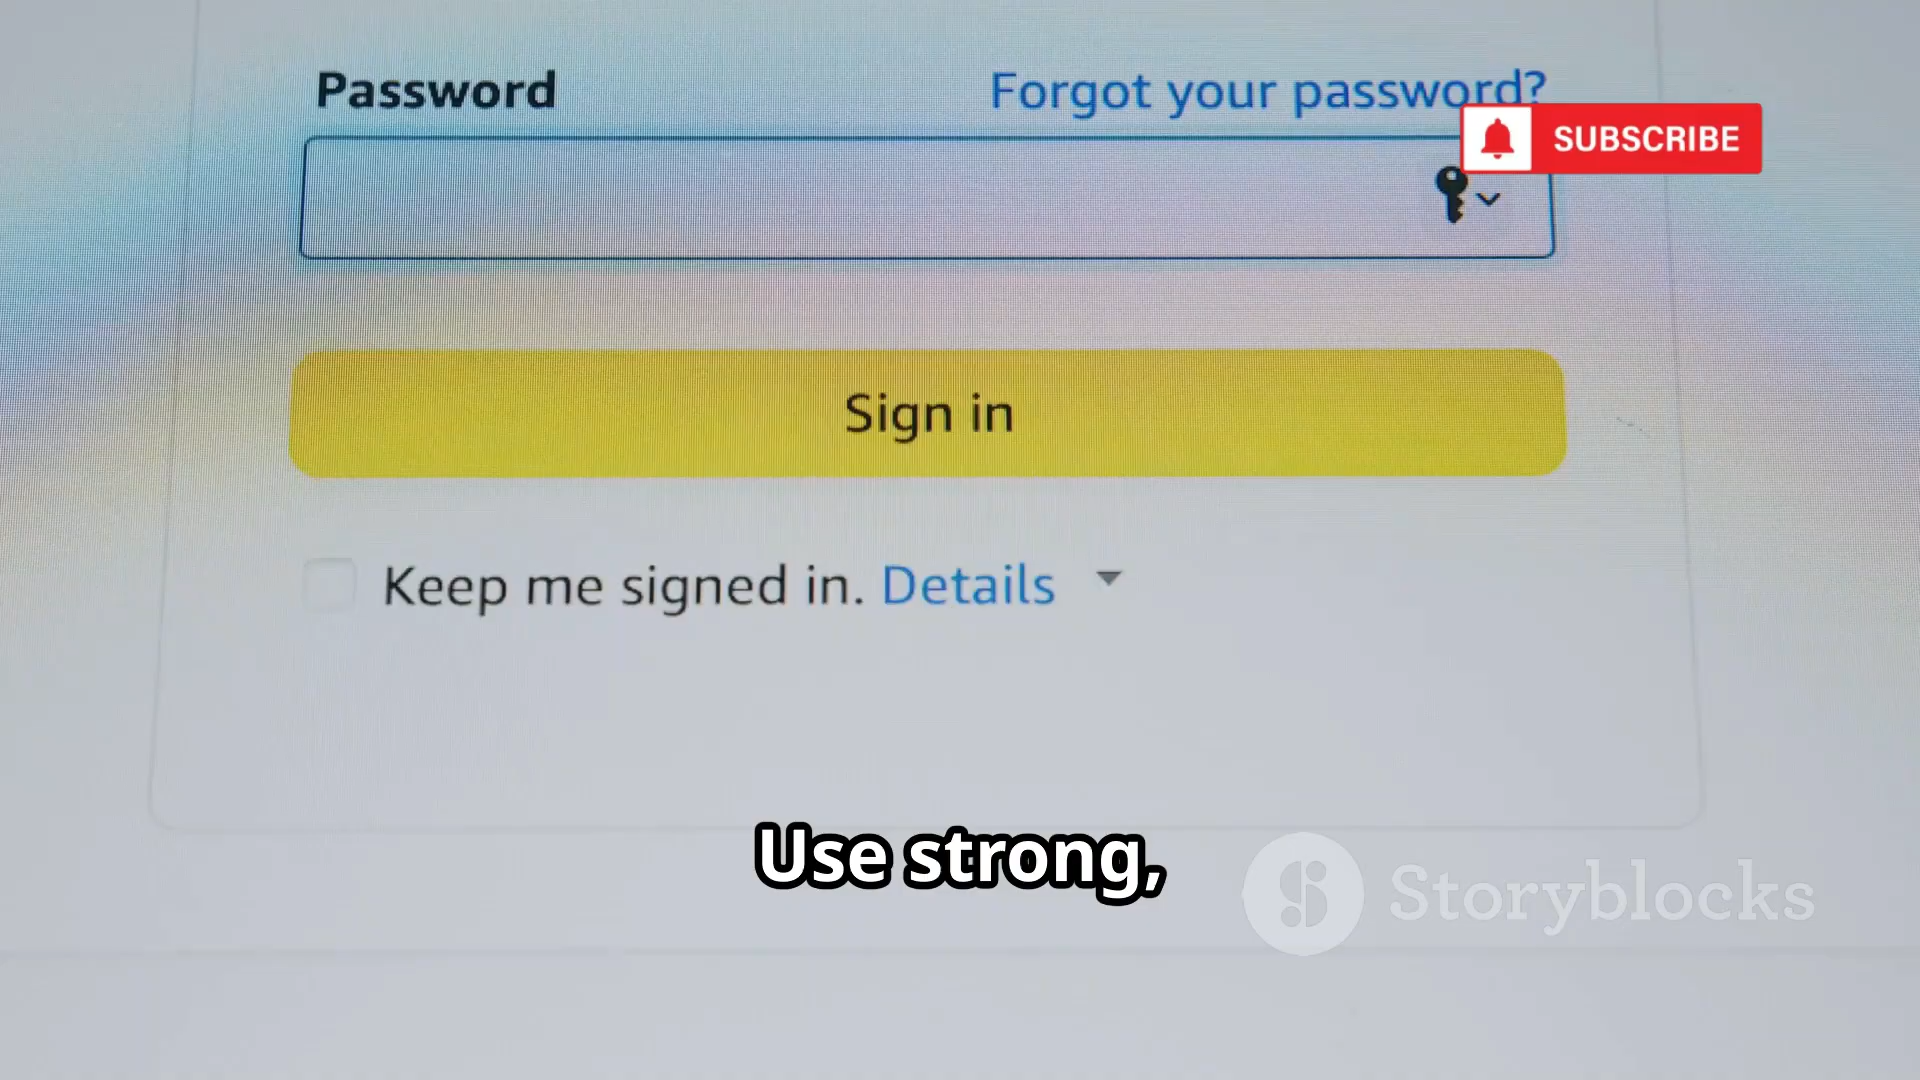 Password
Forgot your password?
SUBSCRIBE
Sign in
Keep me signed in. Details
Use strong,
Storyblocks